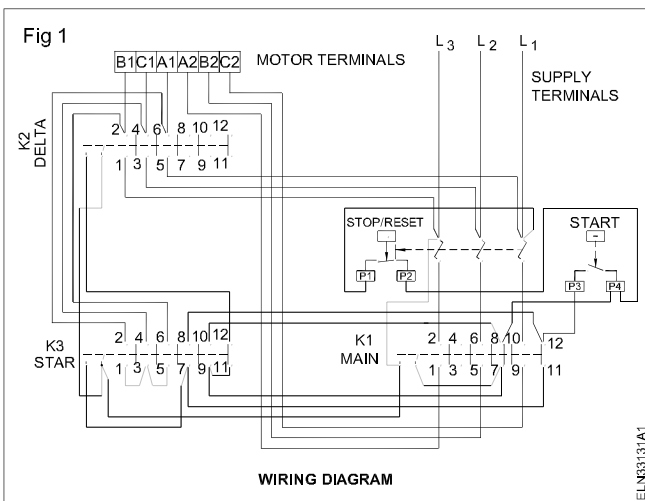 Fig 1
B1 C1 A1 A2 B2 C2
MOTOR TERMINALS
L3 L2 L1
SUPPLY
TERMINALS
K2
DELTA
2 4 6 8 10 12
1 3 5 7 9 11
STOP/RESET
P1 P2
START
P3 P4
K3
STAR
2 4 6 8 10 12
1 3 5 7 9 11
K1
MAIN
2 4 6 8 10 12
1 3 5 7 9 11
WIRING DIAGRAM
ELN33131A1